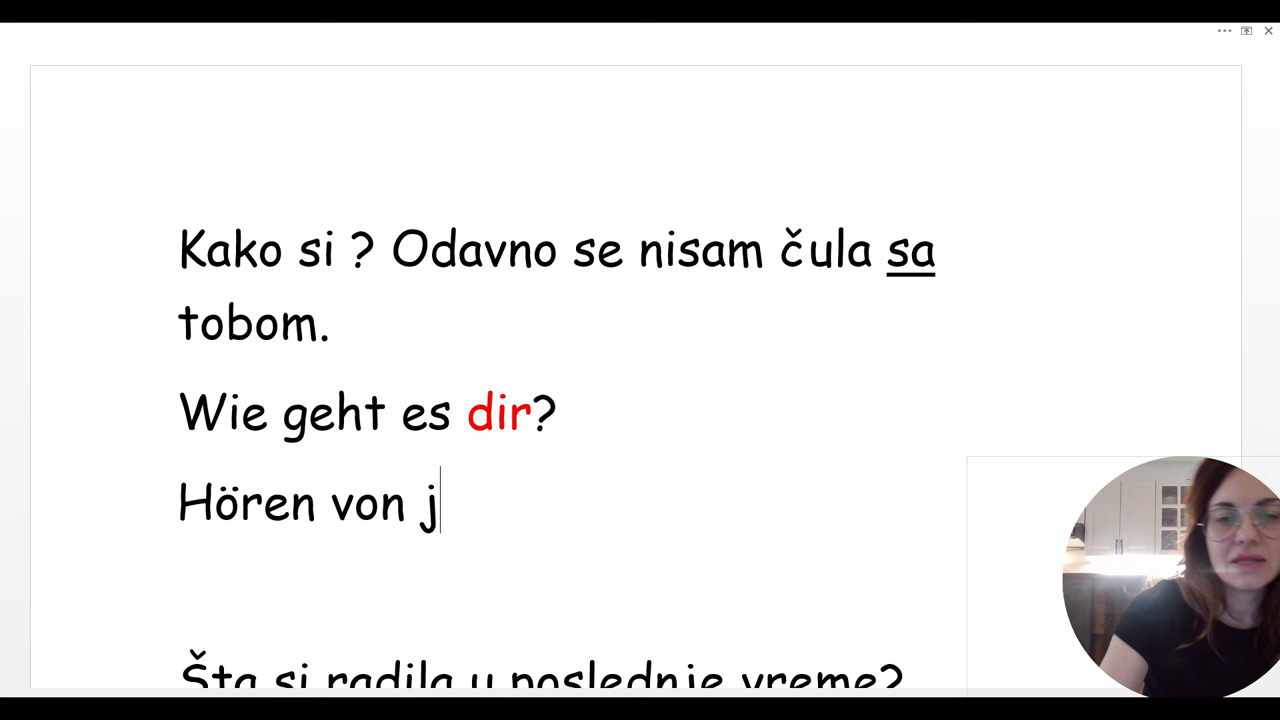 Kako si ? Odavno se nisam čula sa
tobom.
Wie geht es dir?
Hören von j
Šta si radila u poslednje vreme?